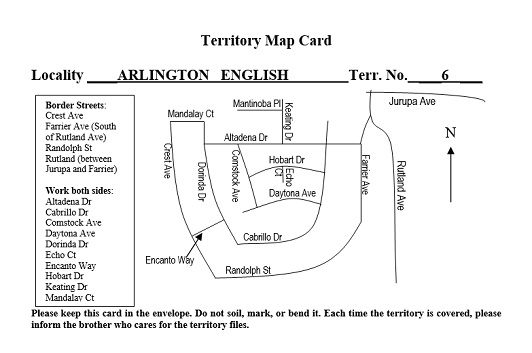 Territory Map Card
Locality ARLINGTON ENGLISH Terr. No. 6
Border Streets:
Crest Ave
Farrier Ave (South
of Rutland Ave)
Randolph St
Rutland (between
Jurupa and Farrier)
Work both sides:
Altadena Dr
Cabrillo Dr
Comstock Ave
Daytona Ave
Dorinda Dr
Echo Ct
Encanto Way
Hobart Dr
Keating Dr
Mandalay Ct
Mantinoba Pl
Keating Dr
Jurupa Ave
Mandalay Ct
N
Altadena Dr
Crest Ave
Dorinda Dr
Comstock Ave
Hobart Dr
Echo
Ct
Farrier Ave
Rutland Ave
Daytona Ave
Cabrillo Dr
Encanto Way
Randolph St
Please keep this card in the envelope. Do not soil, mark, or bend it. Each time the territory is covered, please
inform the brother who cares for the territory files.